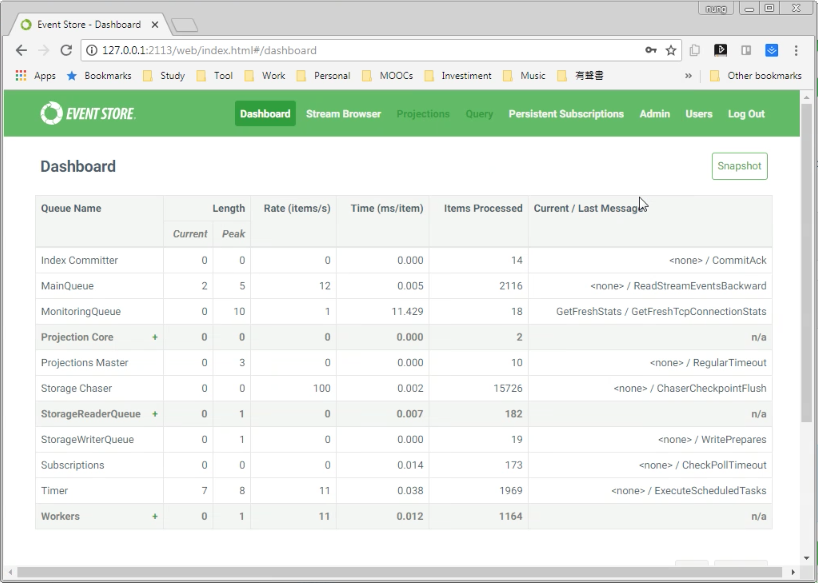 nung
Event Store - Dashboard
127.0.0.1:2113/web/index.html#/dashboard
Apps Bookmarks Study Tool Work Personal MOOCs Investiment Music 有聲書 » Other bookmarks
EVENT STORE Dashboard Stream Browser Projections Query Persistent Subscriptions Admin Users Log Out
Dashboard Snapshot
Queue Name Length Rate (items/s) Time (ms/item) Items Processed Current / Last Message
Current Peak
Index Committer 0 0 0 0.000 14 <none> / CommitAck
MainQueue 2 5 12 0.005 2116 <none> / ReadStreamEventsBackward
MonitoringQueue 0 10 1 11.429 18 GetFreshStats / GetFreshTcpConnectionStats
Projection Core + 0 0 0 0.000 2 n/a
Projections Master 0 3 0 0.000 10 <none> / RegularTimeout
Storage Chaser 0 0 100 0.002 15726 <none> / ChaserCheckpointFlush
StorageReaderQueue + 0 1 0 0.007 182 n/a
StorageWriterQueue 0 1 0 0.000 19 <none> / WritePrepares
Subscriptions 0 0 0 0.014 173 <none> / CheckPollTimeout
Timer 7 8 11 0.038 1969 <none> / ExecuteScheduledTasks
Workers + 0 1 11 0.012 1164 n/a